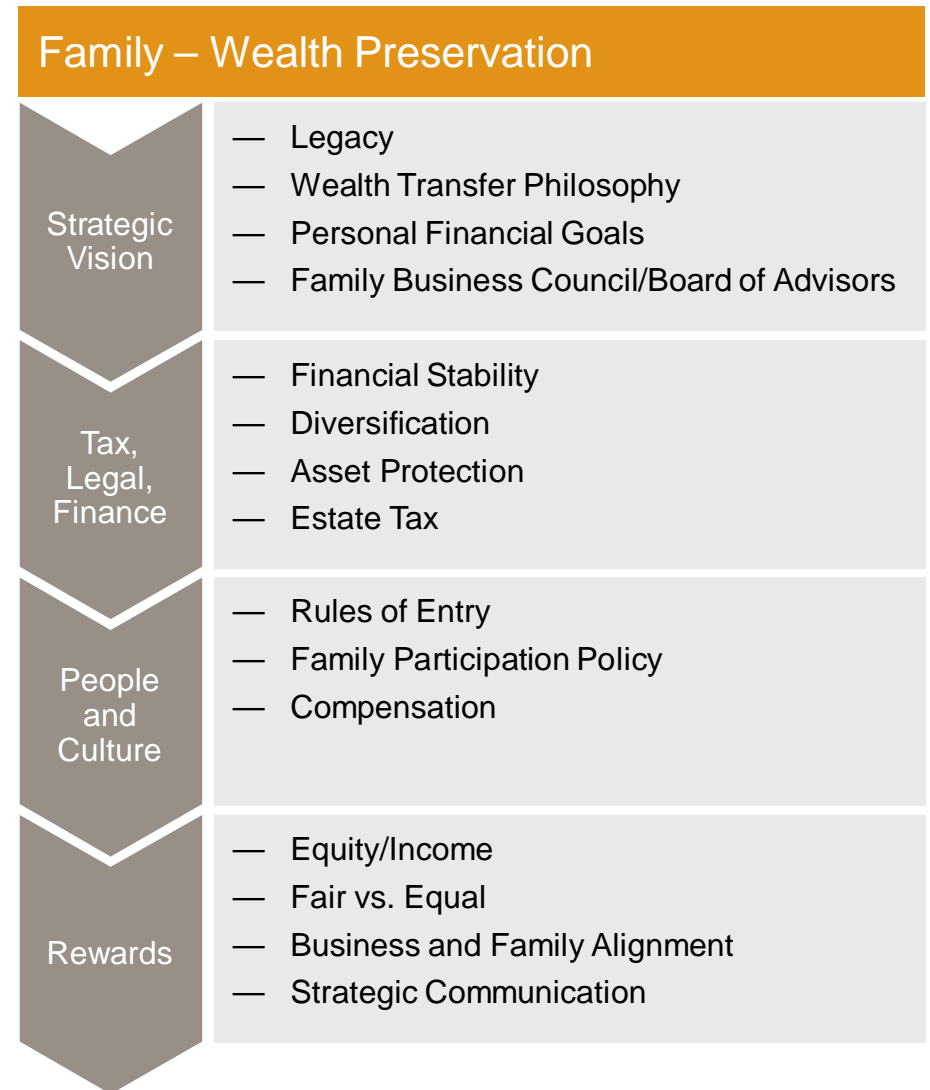 Family – Wealth Preservation
Strategic
Vision
— Legacy
— Wealth Transfer Philosophy
— Personal Financial Goals
— Family Business Council/Board of Advisors
Tax,
Legal,
Finance
— Financial Stability
— Diversification
— Asset Protection
— Estate Tax
People
and
Culture
— Rules of Entry
— Family Participation Policy
— Compensation
Rewards
— Equity/Income
— Fair vs. Equal
— Business and Family Alignment
— Strategic Communication